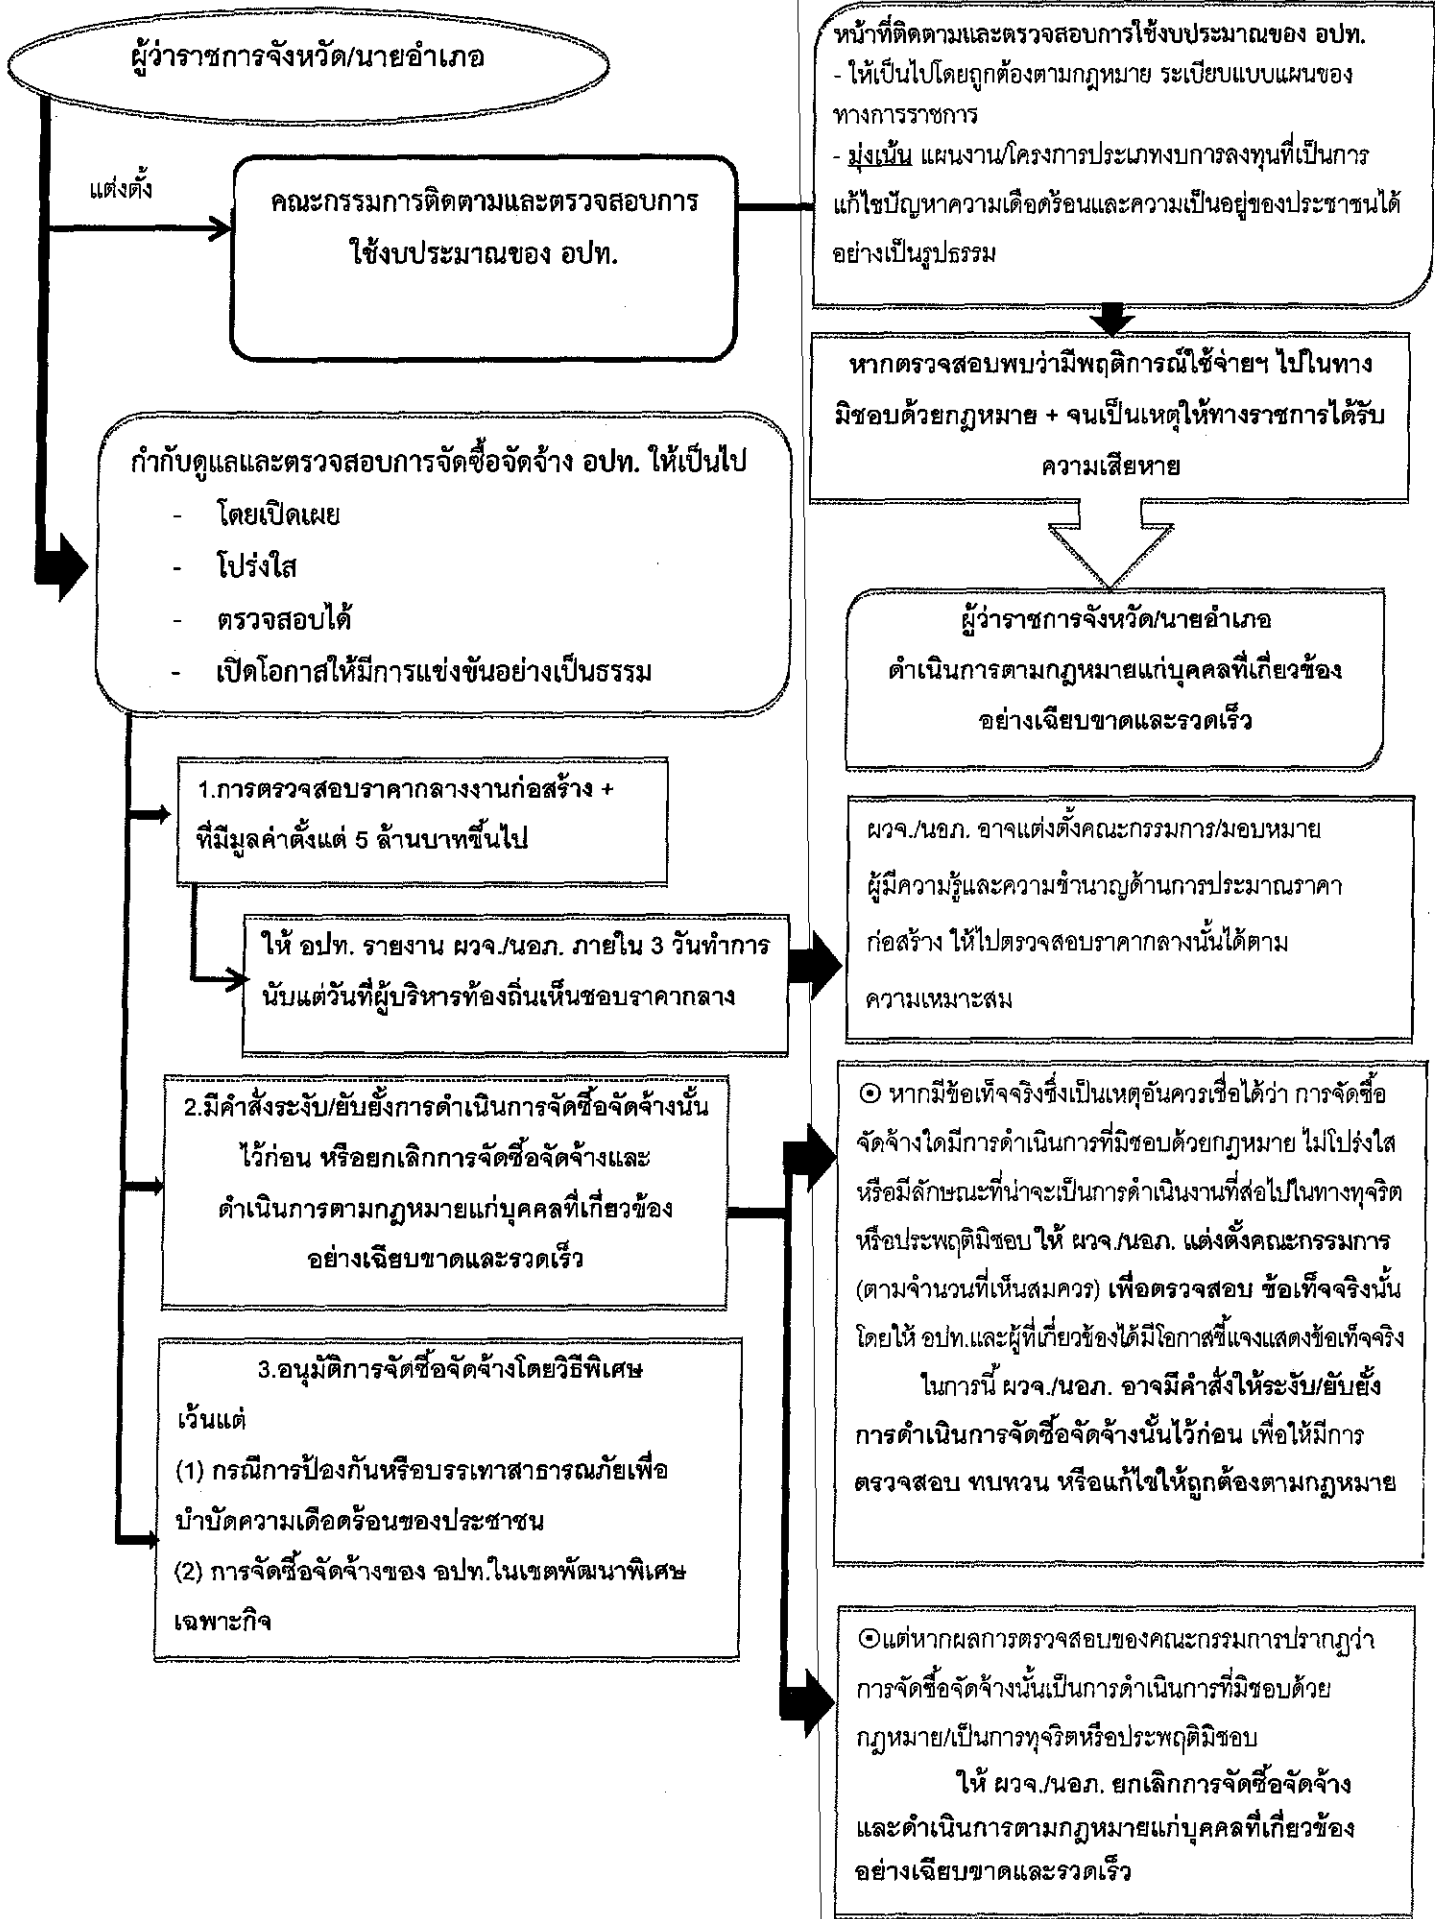 ผู้ว่าราชการจังหวัด/นายอำเภอ
แต่งตั้ง
คณะกรรมการติดตามและตรวจสอบการ
ใช้งบประมาณของ อปท.
หน้าที่ติดตามและตรวจสอบการใช้งบประมาณของ อปท.
- ให้เป็นไปโดยถูกต้องตามกฎหมาย ระเบียบแบบแผนของ
ทางการราชการ
- มุ่งเน้น แผนงาน/โครงการประเภทงบการลงทุนที่เป็นการ
แก้ไขปัญหาความเดือดร้อนและความเป็นอยู่ของประชาชนได้
อย่างเป็นรูปธรรม
หากตรวจสอบพบว่ามีพฤติการณ์ใช้จ่ายฯ ไปในทาง
มิชอบด้วยกฎหมาย + จนเป็นเหตุให้ทางราชการได้รับ
ความเสียหาย
ผู้ว่าราชการจังหวัด/นายอำเภอ
ดำเนินการตามกฎหมายแก่บุคคลที่เกี่ยวข้อง
อย่างเฉียบขาดและรวดเร็ว
กำกับดูแลและตรวจสอบการจัดซื้อจัดจ้าง อปท. ให้เป็นไป
- โดยเปิดเผย
- โปร่งใส
- ตรวจสอบได้
- เปิดโอกาสให้มีการแข่งขันอย่างเป็นธรรม
1.การตรวจสอบราคากลางงานก่อสร้าง +
ที่มีมูลค่าตั้งแต่ 5 ล้านบาทขึ้นไป
ให้ อปท. รายงาน ผวจ./นอภ. ภายใน 3 วันทำการ
นับแต่วันที่ผู้บริหารท้องถิ่นเห็นชอบราคากลาง
ผวจ./นอภ. อาจแต่งตั้งคณะกรรมการ/มอบหมาย
ผู้มีความรู้และความชำนาญด้านการประมาณราคา
ก่อสร้าง ให้ไปตรวจสอบราคากลางนั้นได้ตาม
ความเหมาะสม
2.มีคำสั่งระงับ/ยับยั้งการดำเนินการจัดซื้อจัดจ้างนั้น
ไว้ก่อน หรือยกเลิกการจัดซื้อจัดจ้างและ
ดำเนินการตามกฎหมายแก่บุคคลที่เกี่ยวข้อง
อย่างเฉียบขาดและรวดเร็ว
⊙ หากมีข้อเท็จจริงซึ่งเป็นเหตุอันควรเชื่อได้ว่า การจัดซื้อ
จัดจ้างใดมีการดำเนินการที่มิชอบด้วยกฎหมาย ไม่โปร่งใส
หรือมีลักษณะที่น่าจะเป็นการดำเนินงานที่ส่อไปในทางทุจริต
หรือประพฤติมิชอบ ให้ ผวจ./นอภ. แต่งตั้งคณะกรรมการ
(ตามจำนวนที่เห็นสมควร) เพื่อตรวจสอบ ข้อเท็จจริงนั้น
โดยให้ อปท.และผู้ที่เกี่ยวข้องได้มีโอกาสชี้แจงแสดงข้อเท็จจริง
ในการนี้ ผวจ./นอภ. อาจมีคำสั่งให้ระงับ/ยับยั้ง
การดำเนินการจัดซื้อจัดจ้างนั้นไว้ก่อน เพื่อให้มีการ
ตรวจสอบ ทบทวน หรือแก้ไขให้ถูกต้องตามกฎหมาย
3.อนุมัติการจัดซื้อจัดจ้างโดยวิธีพิเศษ
เว้นแต่
(1) กรณีการป้องกันหรือบรรเทาสาธารณภัยเพื่อ
บำบัดความเดือดร้อนของประชาชน
(2) การจัดซื้อจัดจ้างของ อปท.ในเขตพัฒนาพิเศษ
เฉพาะกิจ
⊙แต่หากผลการตรวจสอบของคณะกรรมการปรากฏว่า
การจัดซื้อจัดจ้างนั้นเป็นการดำเนินการที่มิชอบด้วย
กฎหมาย/เป็นการทุจริตหรือประพฤติมิชอบ
ให้ ผวจ./นอภ. ยกเลิกการจัดซื้อจัดจ้าง
และดำเนินการตามกฎหมายแก่บุคคลที่เกี่ยวข้อง
อย่างเฉียบขาดและรวดเร็ว